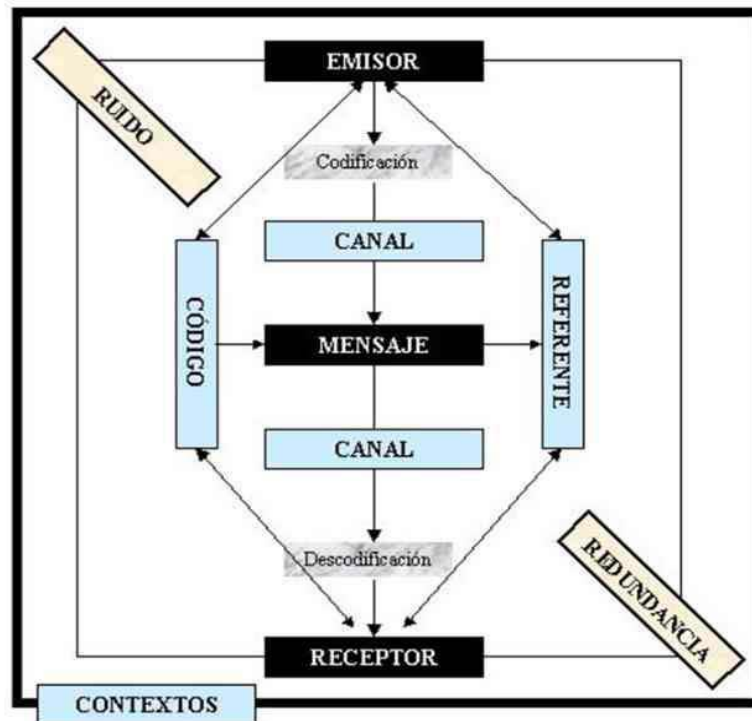 EMISOR
RUIDO
Codificación
CANAL
CÓDIGO
MENSAJE
REFERENTE
CANAL
Descodificación
REDUNDANCIA
RECEPTOR
CONTEXTOS